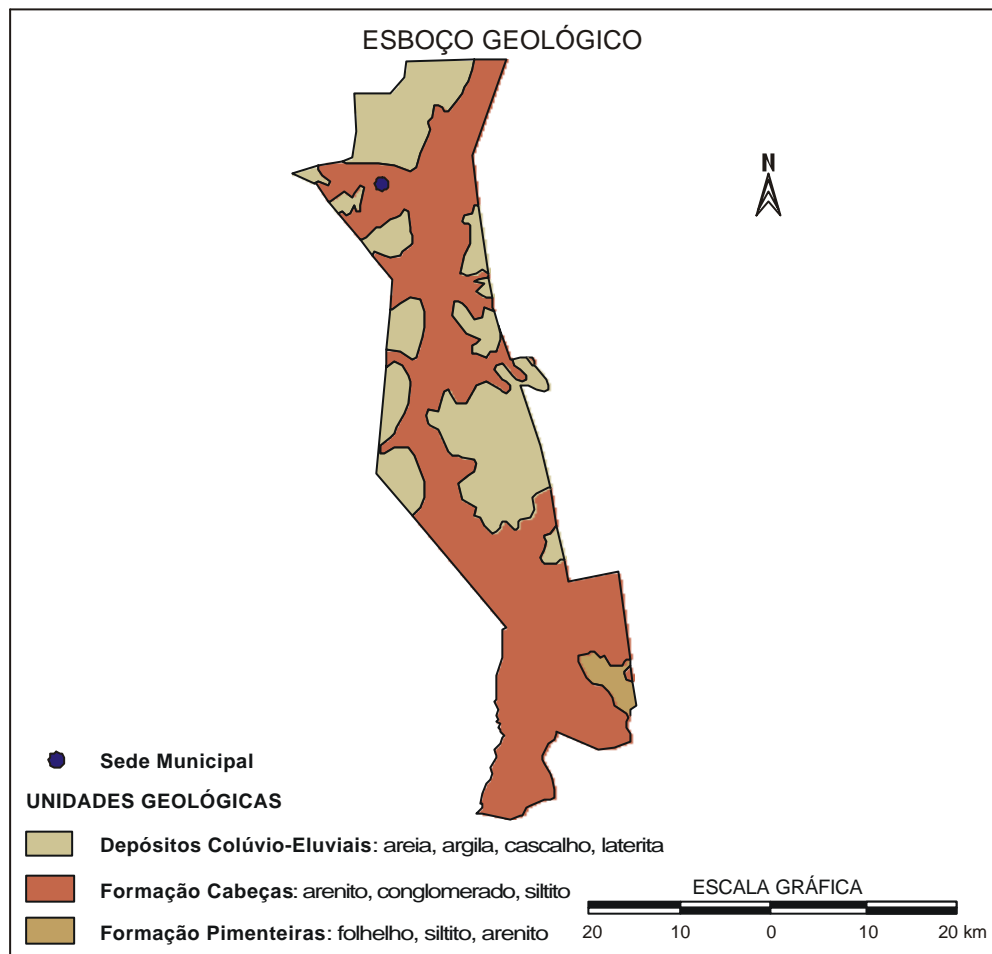 ESBOÇO GEOLÓGICO
N
Sede Municipal
UNIDADES GEOLÓGICAS
Depósitos Colúvio-Eluviais: areia, argila, cascalho, laterita
Formação Cabeças: arenito, conglomerado, siltito
Formação Pimenteiras: folhelho, siltito, arenito
ESCALA GRÁFICA
20 10 0 10 20 km